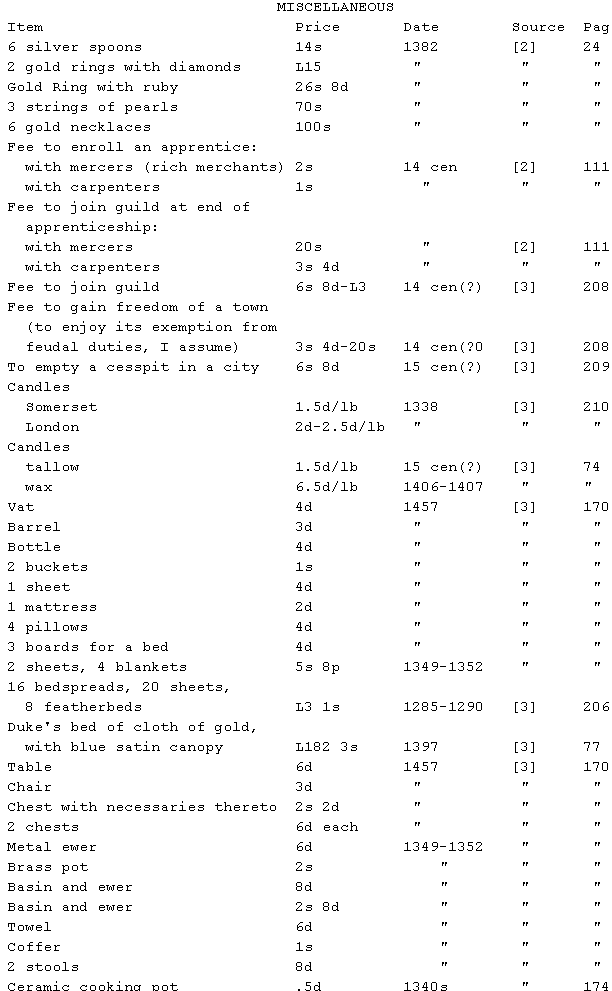 MISCELLANEOUS
Item Price Date Source Pag
6 silver spoons 14s 1382 [2] 24
2 gold rings with diamonds L15 " " "
Gold Ring with ruby 26s 8d " " "
3 strings of pearls 70s " " "
6 gold necklaces 100s " " "
Fee to enroll an apprentice:
with mercers (rich merchants) 2s 14 cen [2] 111
with carpenters 1s " " "
Fee to join guild at end of
apprenticeship:
with mercers 20s " [2] 111
with carpenters 3s 4d " " "
Fee to join guild 6s 8d-L3 14 cen(?) [3] 208
Fee to gain freedom of a town
(to enjoy its exemption from
feudal duties, I assume) 3s 4d-20s 14 cen(?0 [3] 208
To empty a cesspit in a city 6s 8d 15 cen(?) [3] 209
Candles
Somerset 1.5d/lb 1338 [3] 210
London 2d-2.5d/lb " " "
Candles
tallow 1.5d/lb 15 cen(?) [3] 74
wax 6.5d/lb 1406-1407 " "
Vat 4d 1457 [3] 170
Barrel 3d " " "
Bottle 4d " " "
2 buckets 1s " " "
1 sheet 4d " " "
1 mattress 2d " " "
4 pillows 4d " " "
3 boards for a bed 4d " " "
2 sheets, 4 blankets 5s 8p 1349-1352 " "
16 bedspreads, 20 sheets,
8 featherbeds L3 1s 1285-1290 [3] 206
Duke's bed of cloth of gold,
with blue satin canopy L182 3s 1397 [3] 77
Table 6d 1457 [3] 170
Chair 3d " " "
Chest with necessaries thereto 2s 2d " " "
2 chests 6d each " " "
Metal ewer 6d 1349-1352 " "
Brass pot 2s " " "
Basin and ewer 8d " " "
Basin and ewer 2s 8d " " "
Towel 6d " " "
Coffer 1s " " "
2 stools 8d " " "
Ceramic cooking pot .5d 1340s " 174